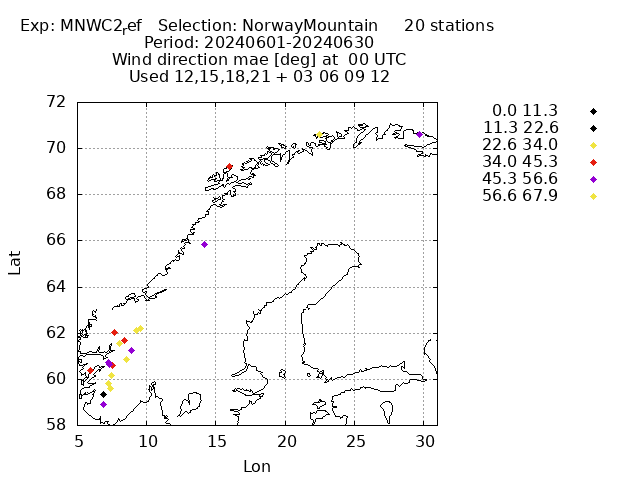 Exp: MNWC2ref Selection: NorwayMountain 20 stations
Period: 20240601-20240630
Wind direction mae [deg] at 00 UTC
Used 12,15,18,21 + 03 06 09 12
0.0 11.3
11.3 22.6
22.6 34.0
34.0 45.3
45.3 56.6
56.6 67.9
72
70
68
66
64
62
60
58
Lat
5 10 15 20 25 30
Lon